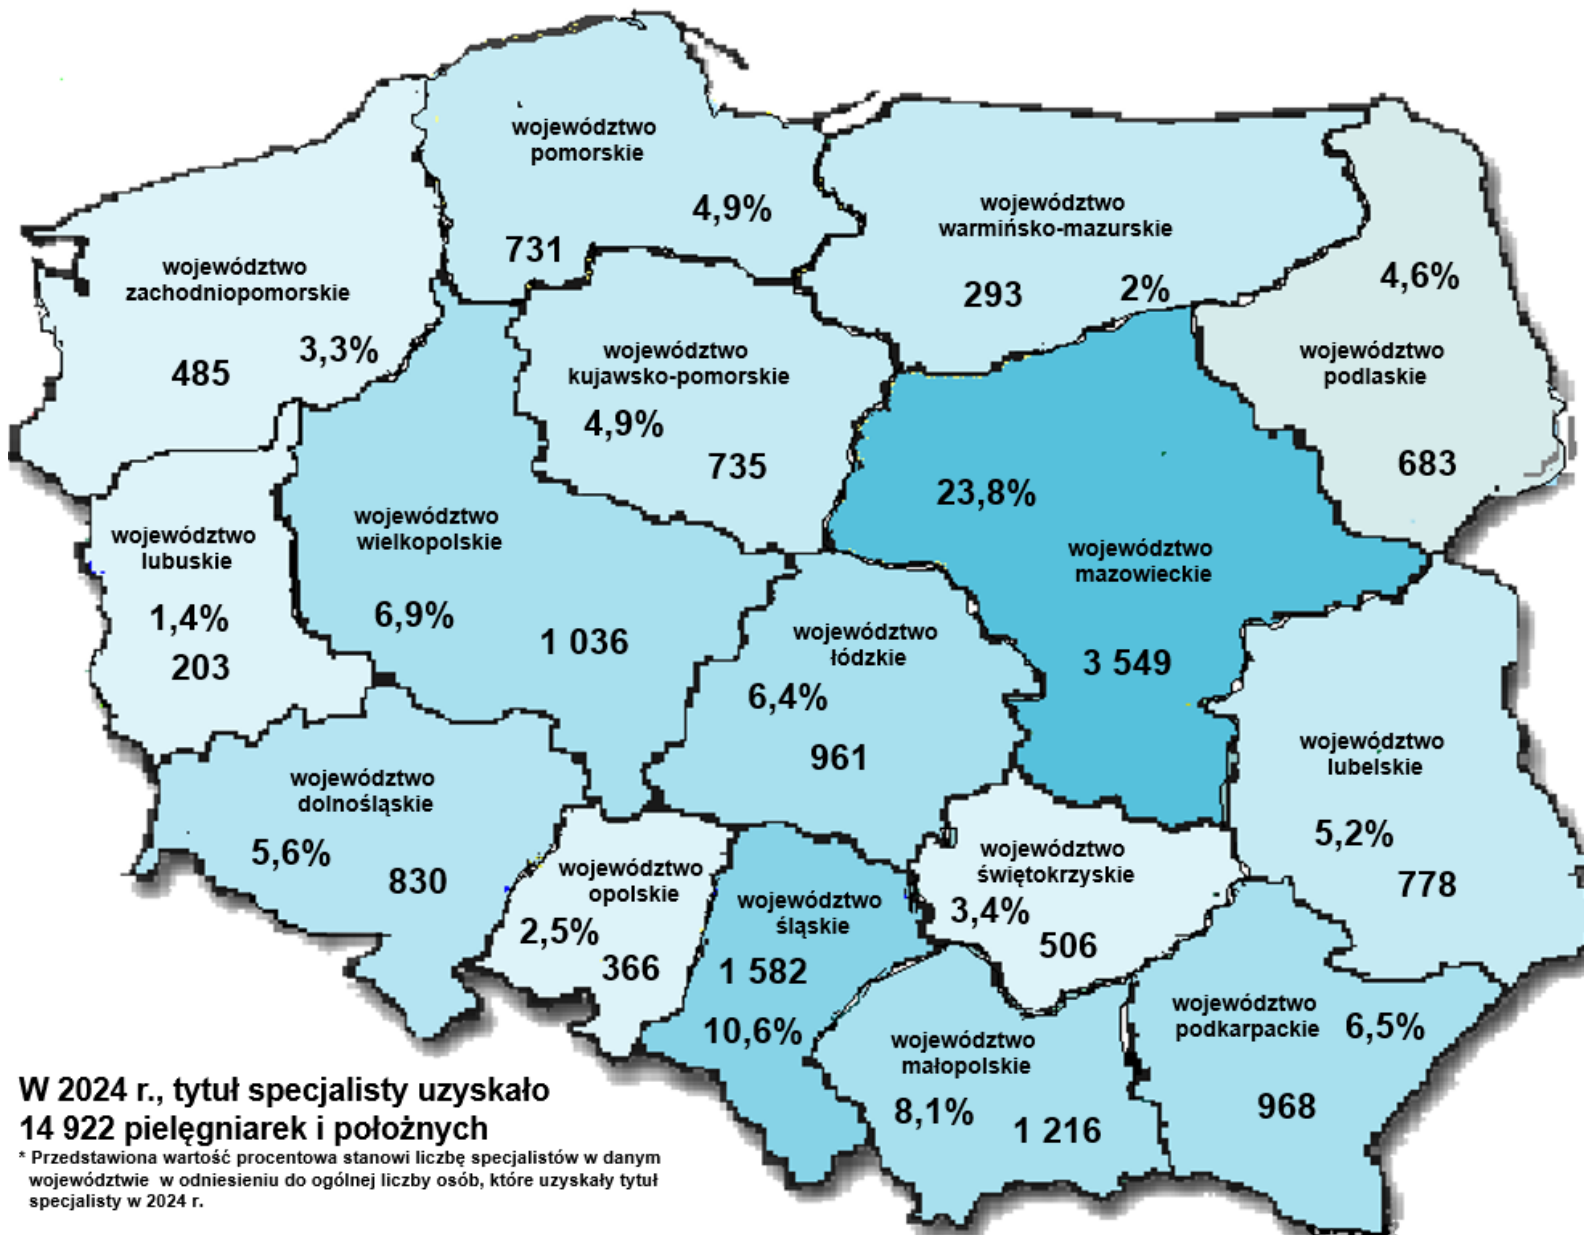 województwo
pomorskie
4,9%
731
województwo
warmińsko-mazurskie
293
2%
4,6%
województwo
podlaskie
683
województwo
zachodniopomorskie
3,3%
485
województwo
kujawsko-pomorskie
4,9%
735
23,8%
województwo
mazowieckie
3 549
województwo
lubuskie
1,4%
203
województwo
wielkopolskie
6,9%
1 036
województwo
łódzkie
6,4%
961
województwo
lubelskie
5,2%
778
województwo
dolnośląskie
5,6%
830
województwo
opolskie
2,5%
366
województwo
śląskie
1 582
10,6%
województwo
świętokrzyskie
3,4%
506
województwo
małopolskie
8,1%
1 216
województwo
podkarpackie
6,5%
968
W 2024 r., tytuł specjalisty uzyskało
14 922 pielęgniarek i położnych
* Przedstawiona wartość procentowa stanowi liczbę specjalistów w danym
województwie w odniesieniu do ogólnej liczby osób, które uzyskały tytuł
specjalisty w 2024 r.